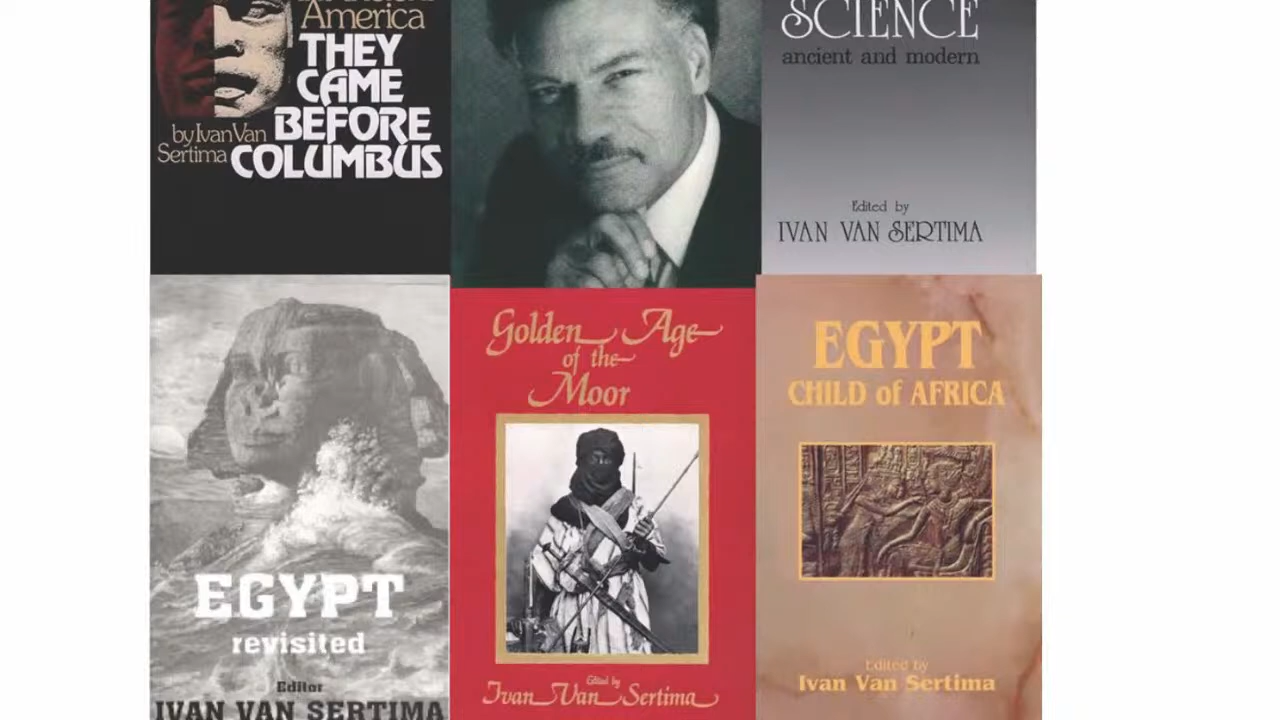 America
THEY
CAME
BEFORE
by Ivan Van
Sertima
COLUMBUS
SCIENCE
ancient and modern
Edited by
IVAN VAN SERTIMA
EGYPT
revisited
Editor
IVAN VAN SERTIMA
Golden Age
of the
Moor
Edited by
Ivan Van Sertima
EGYPT
CHILD of AFRICA
Edited by
Ivan Van Sertima